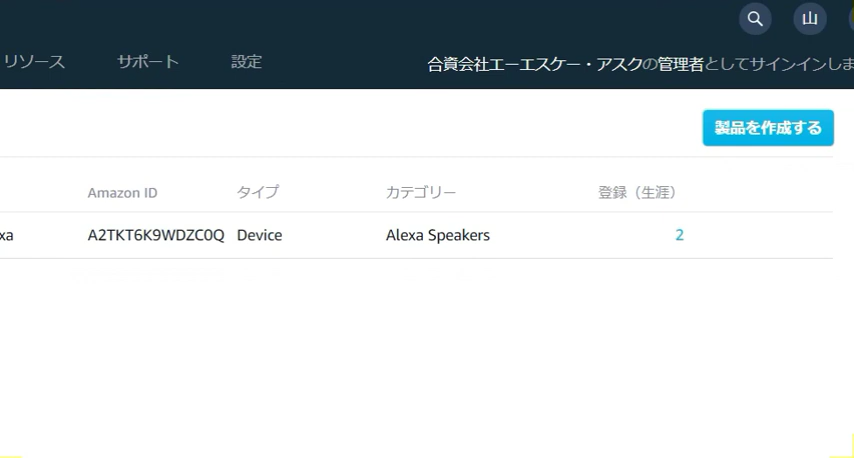 山
リソース サポート 設定 合資会社エーエスケー・アスクの管理者としてサインインしま
製品を作成する
Amazon ID タイプ カテゴリー 登録（生涯）
xa A2TKT6K9WDZC0Q Device Alexa Speakers 2